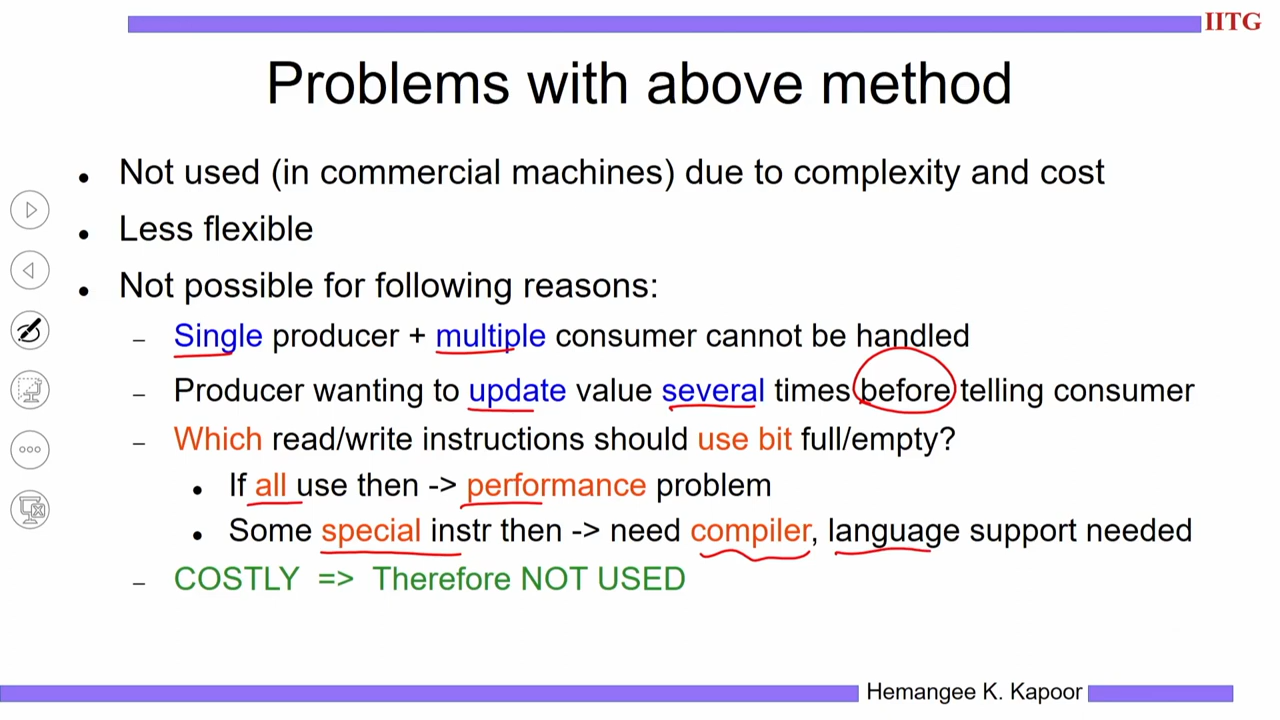 IITG
Problems with above method
• Not used (in commercial machines) due to complexity and cost
• Less flexible
• Not possible for following reasons:
– Single producer + multiple consumer cannot be handled
– Producer wanting to update value several times before telling consumer
– Which read/write instructions should use bit full/empty?
• If all use then -> performance problem
• Some special instr then -> need compiler, language support needed
– COSTLY => Therefore NOT USED
Hemangee K. Kapoor